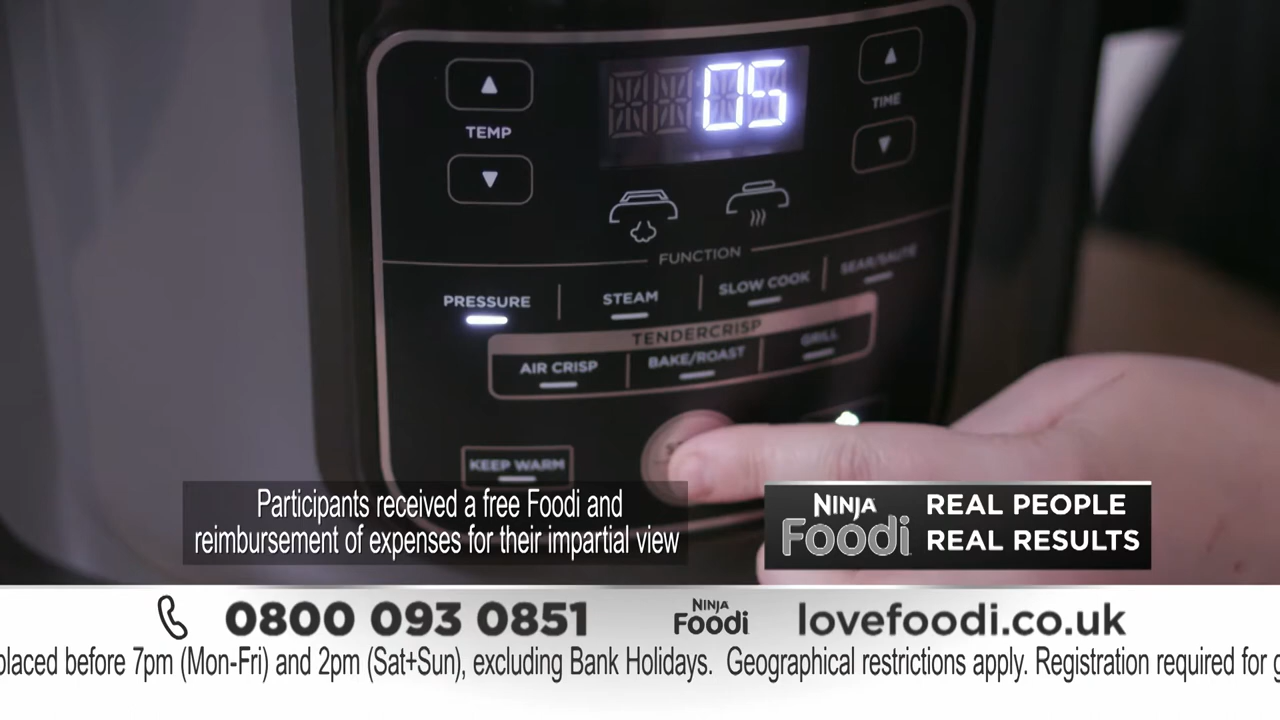 05
TEMP
TIME
FUNCTION
PRESSURE
STEAM
SLOW COOK
SEAR/SAUTÉ
TENDERCRISP
AIR CRISP
BAKE/ROAST
GRILL
KEEP WARM
Participants received a free Foodi and
reimbursement of expenses for their impartial view
NINJA
Foodi
REAL PEOPLE
REAL RESULTS
0800 093 0851
NINJA
Foodi
lovefoodi.co.uk
placed before 7pm (Mon-Fri) and 2pm (Sat+Sun), excluding Bank Holidays. Geographical restrictions apply. Registration required for